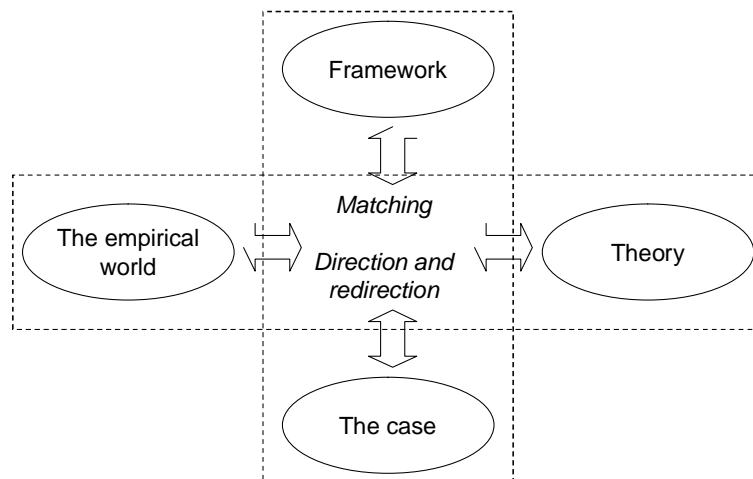 Framework
Matching
The empirical
world
Direction and
redirection
Theory
The case